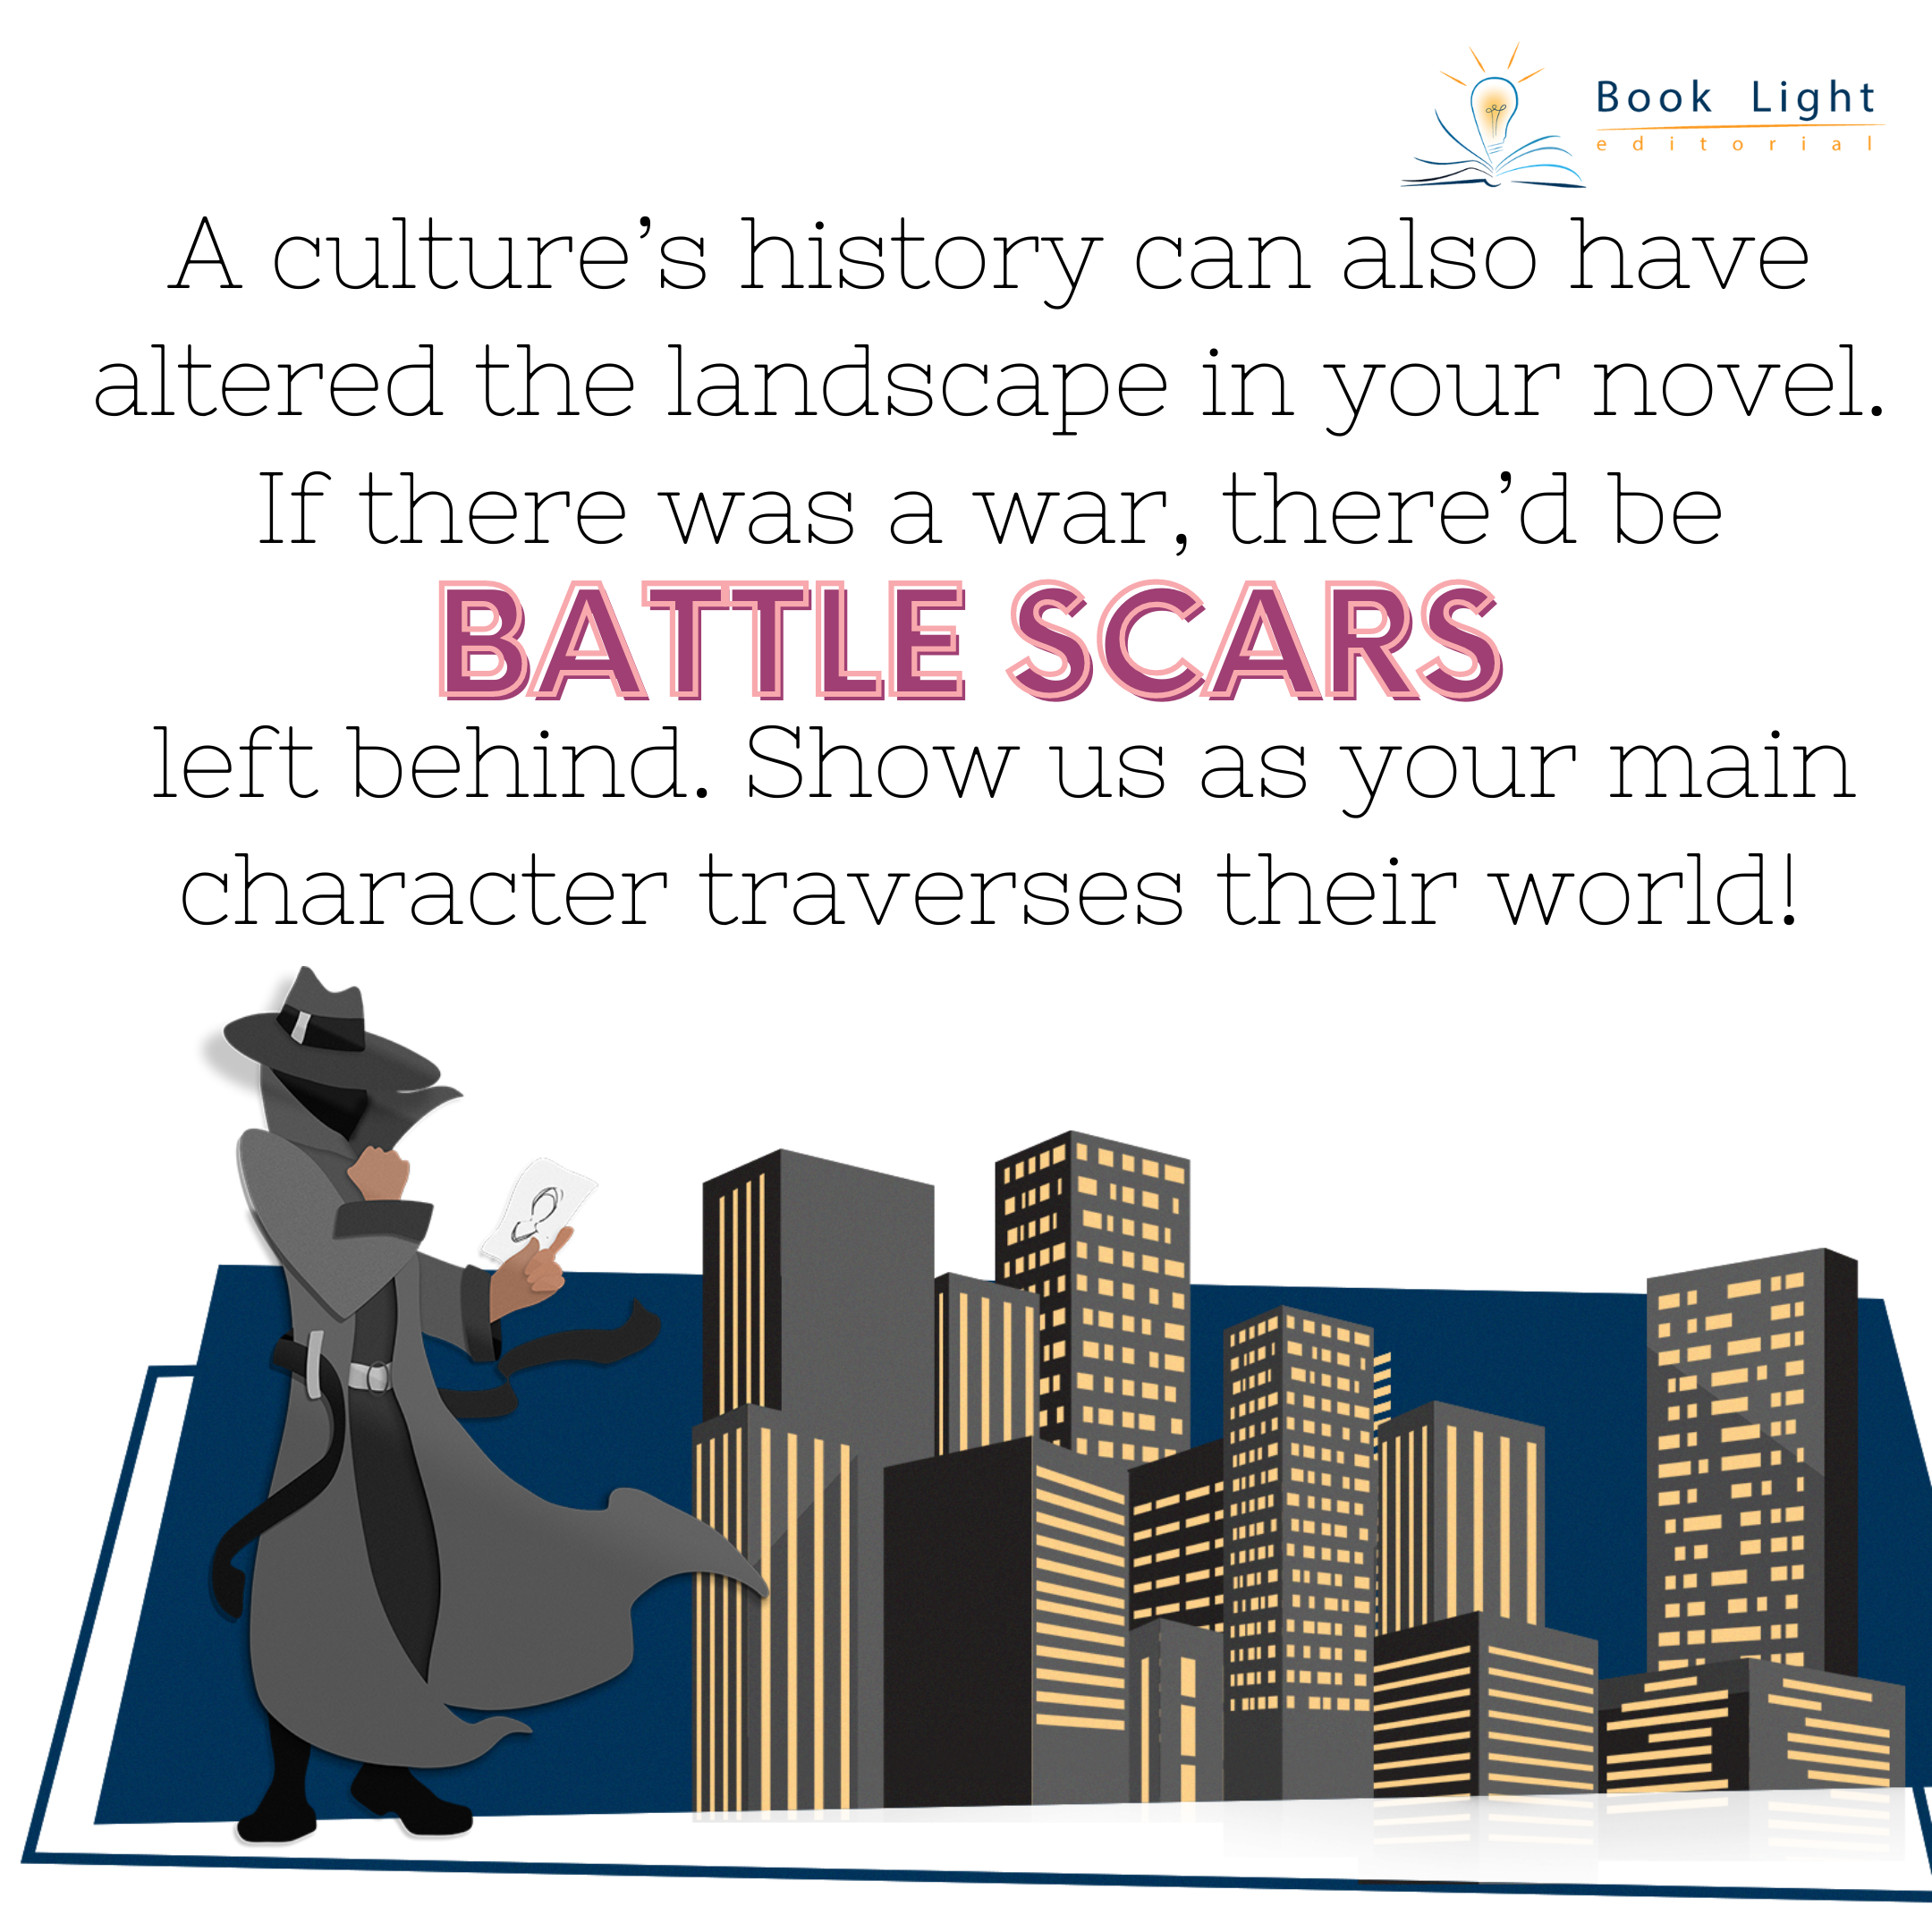 Book Light
editorial
A culture’s history can also have
altered the landscape in your novel.
If there was a war, there’d be
BATTLE SCARS
left behind. Show us as your main
character traverses their world!